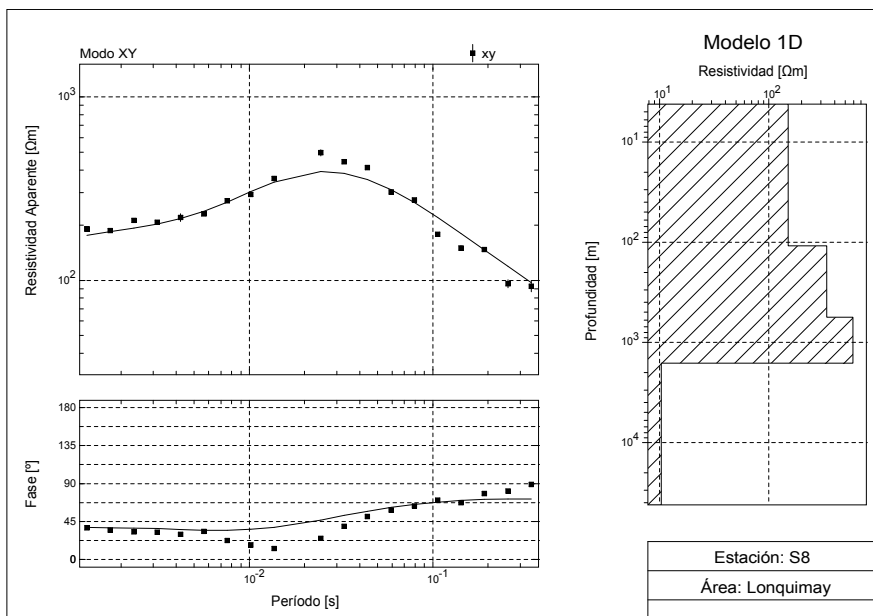 Modo XY
xy
Resistividad Aparente [Ωm]
10³
10²
Fase [º]
180
135
90
45
0
10⁻²
10⁻¹
Período [s]
Modelo 1D
Resistividad [Ωm]
10¹
10²
Profundidad [m]
10¹
10²
10³
10⁴
Estación: S8
Área: Lonquimay